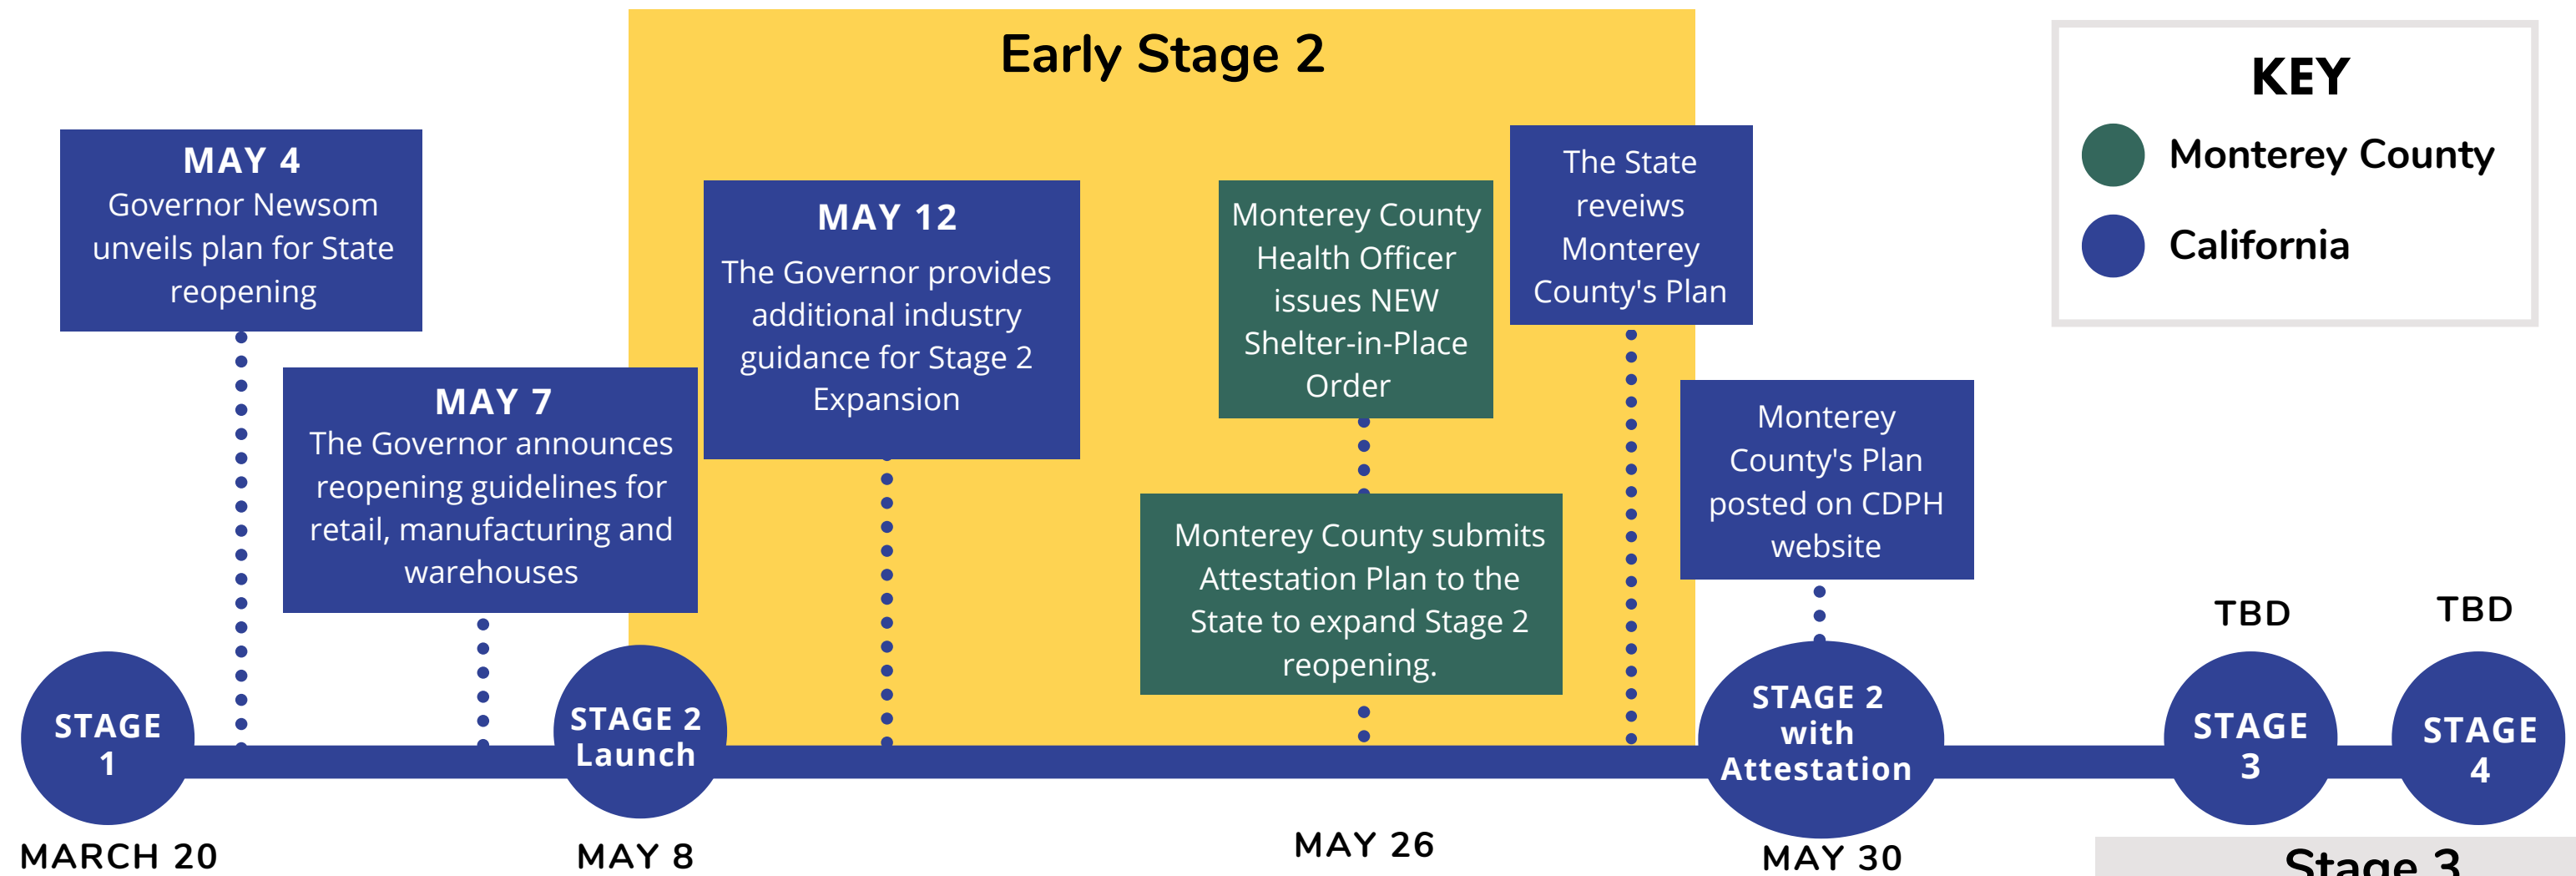 Early Stage 2
KEY
Monterey County
California
MAY 4
Governor Newsom
unveils plan for State
reopening
MAY 7
The Governor announces
reopening guidelines for
retail, manufacturing and
warehouses
MAY 12
The Governor provides
additional industry
guidance for Stage 2
Expansion
Monterey County
Health Officer
issues NEW
Shelter-in-Place
Order
Monterey County submits
Attestation Plan to the
State to expand Stage 2
reopening.
The State
reveiws
Monterey
County's Plan
Monterey
County's Plan
posted on CDPH
website
TBD
TBD
STAGE
1
STAGE 2
Launch
STAGE 2
with
Attestation
STAGE
3
STAGE
4
MARCH 20
MAY 8
MAY 26
MAY 30
Stage 3